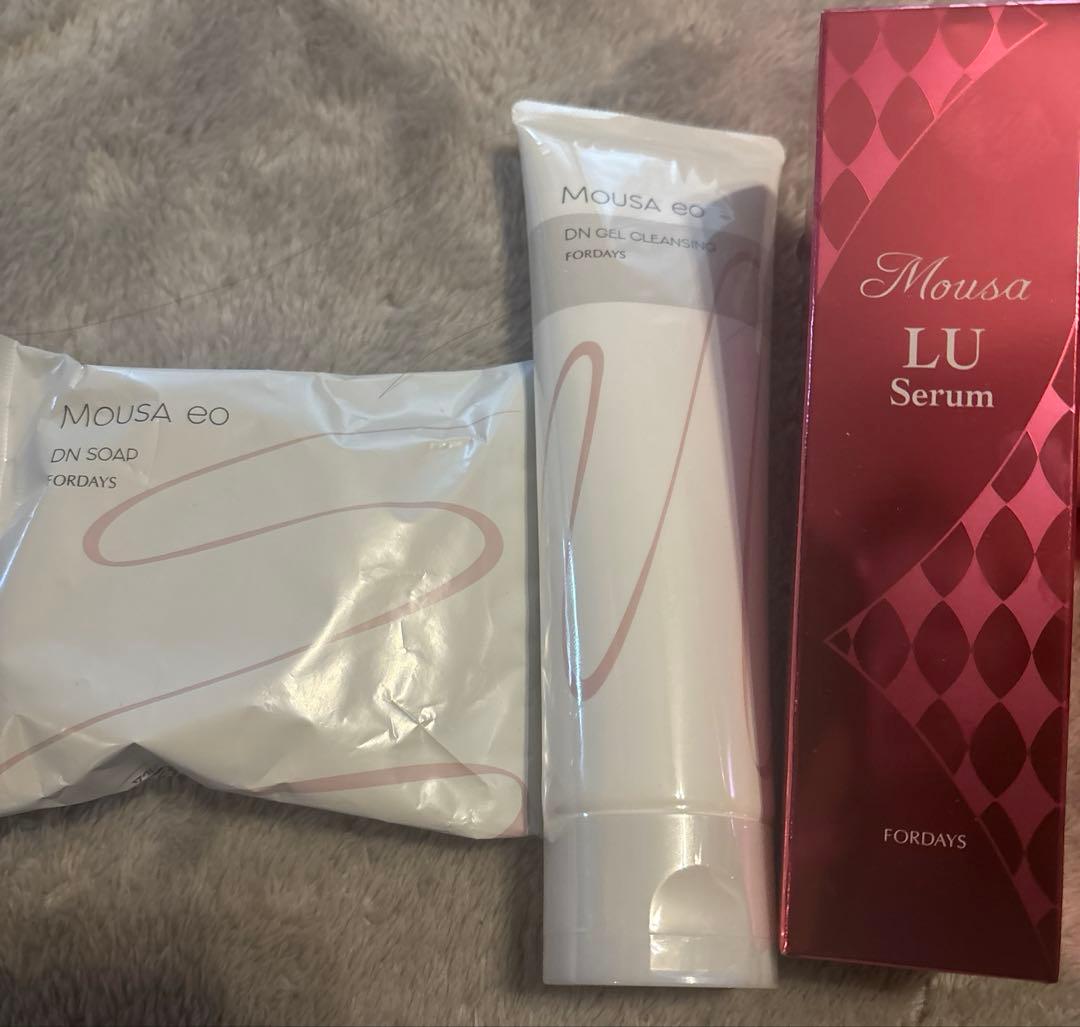 MOUSA eo
DN SOAP
FORDAYS
MOUSA eo
DN GEL CLEANSING
FORDAYS
Mousa
LU
Serum
FORDAYS